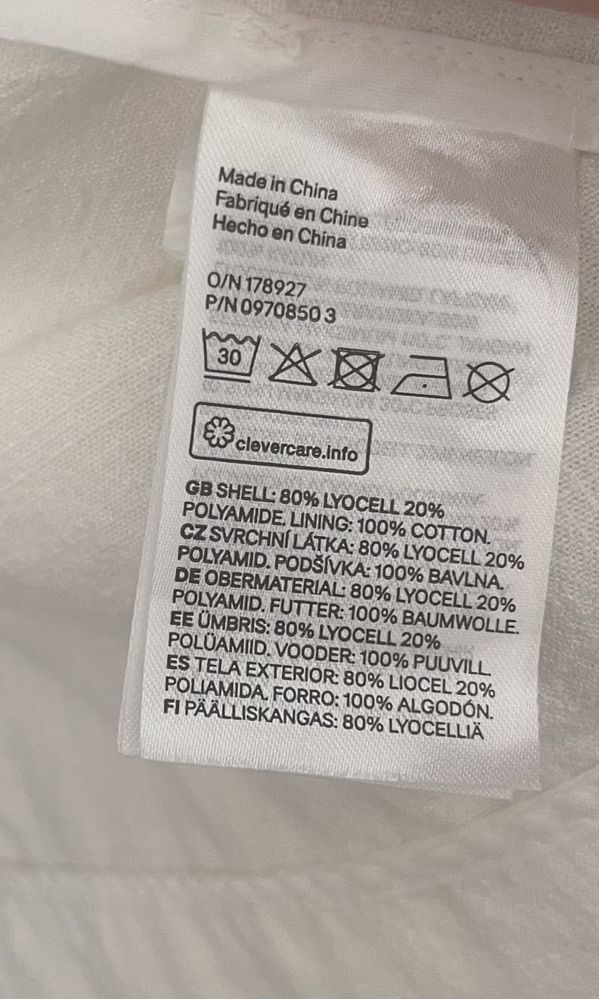 Made in China
Fabriqué en Chine
Hecho en China
O/N 178927
P/N 0970850 3
30
clevercare.info
GB SHELL: 80% LYOCELL 20%
POLYAMIDE. LINING: 100% COTTON.
CZ SVRCHNÍ LÁTKA: 80% LYOCELL 20%
POLYAMID. PODŠÍVKA: 100% BAVLNA.
DE OBERMATERIAL: 80% LYOCELL 20%
POLYAMID. FUTTER: 100% BAUMWOLLE.
EE ÜMBRIS: 80% LYOCELL 20%
POLÜAMIID. VOODER: 100% PUUVILL.
ES TELA EXTERIOR: 80% LIOCEL 20%
POLIAMIDA. FORRO: 100% ALGODÓN.
FI PÄÄLLISKANGAS: 80% LYOCELLIÄ